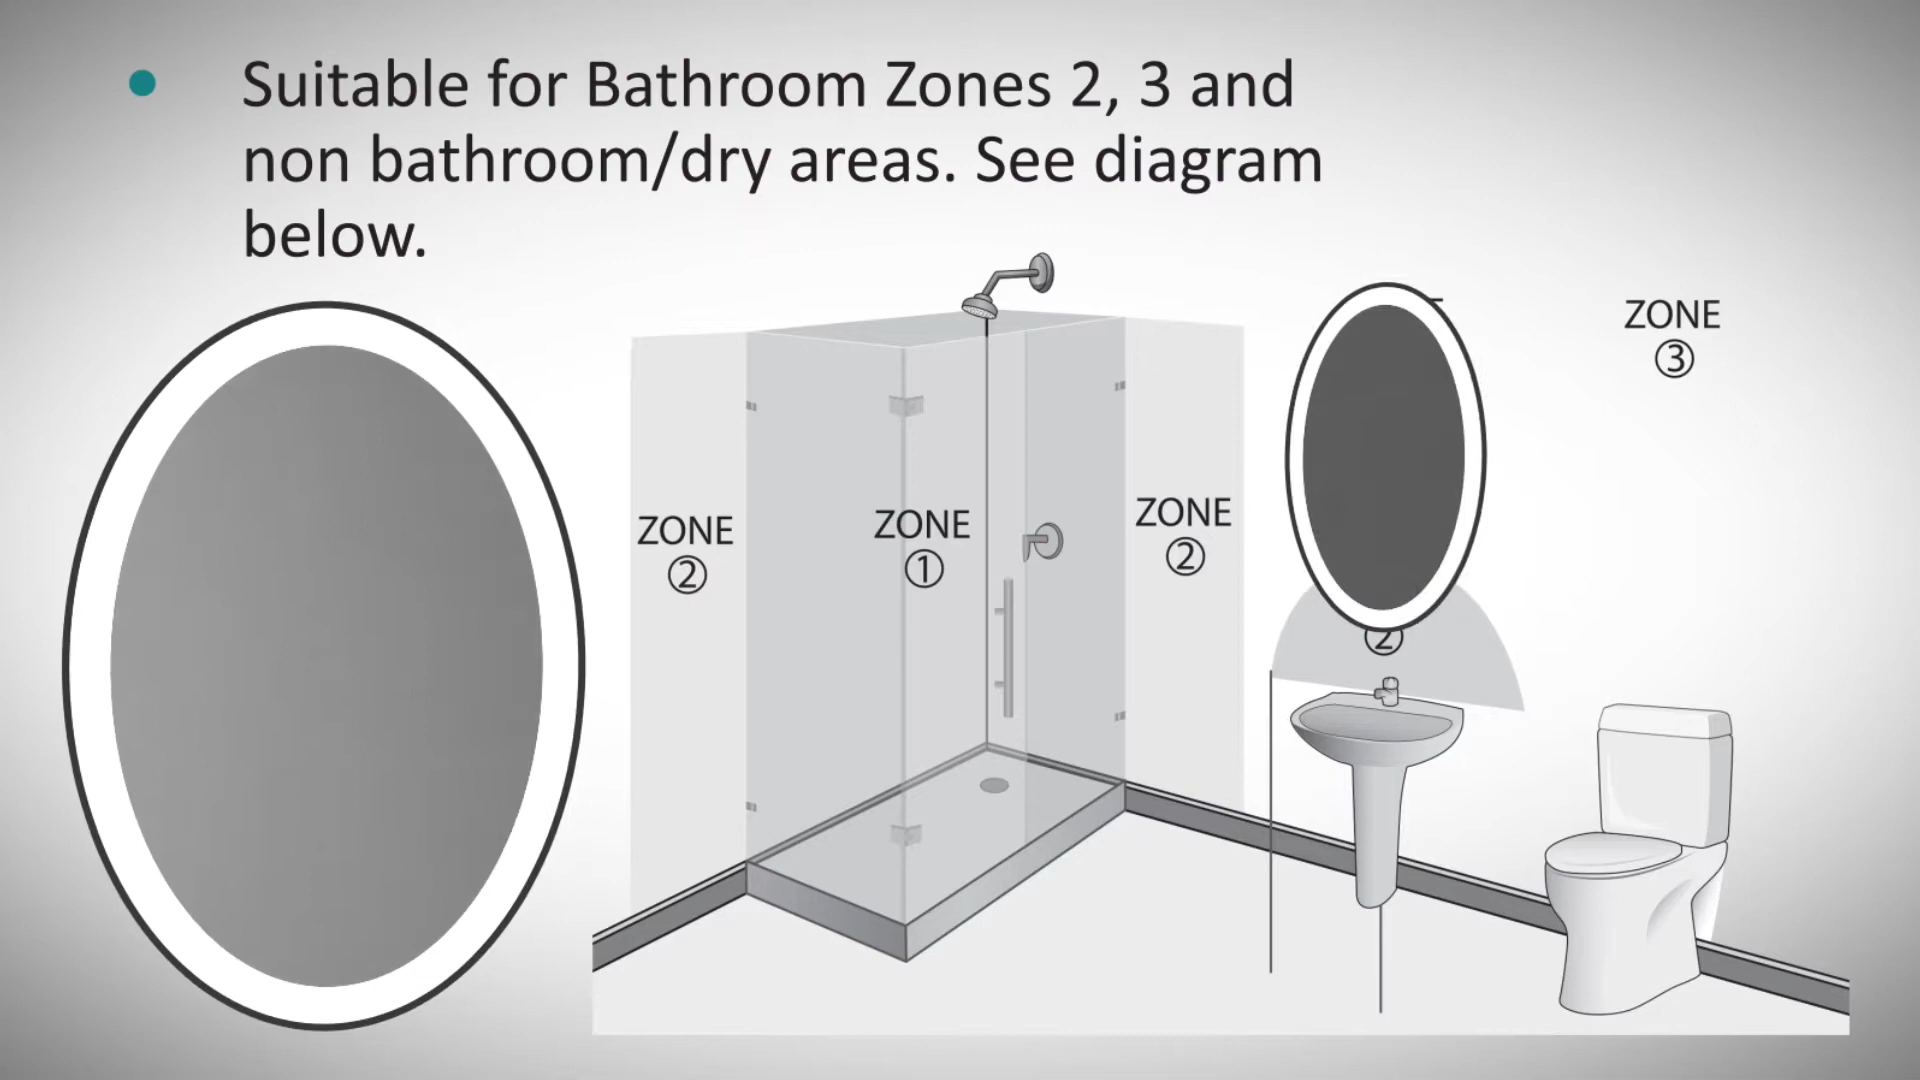 • Suitable for Bathroom Zones 2, 3 and
non bathroom/dry areas. See diagram
below.
ZONE
③
ZONE
②
ZONE
①
ZONE
②
②